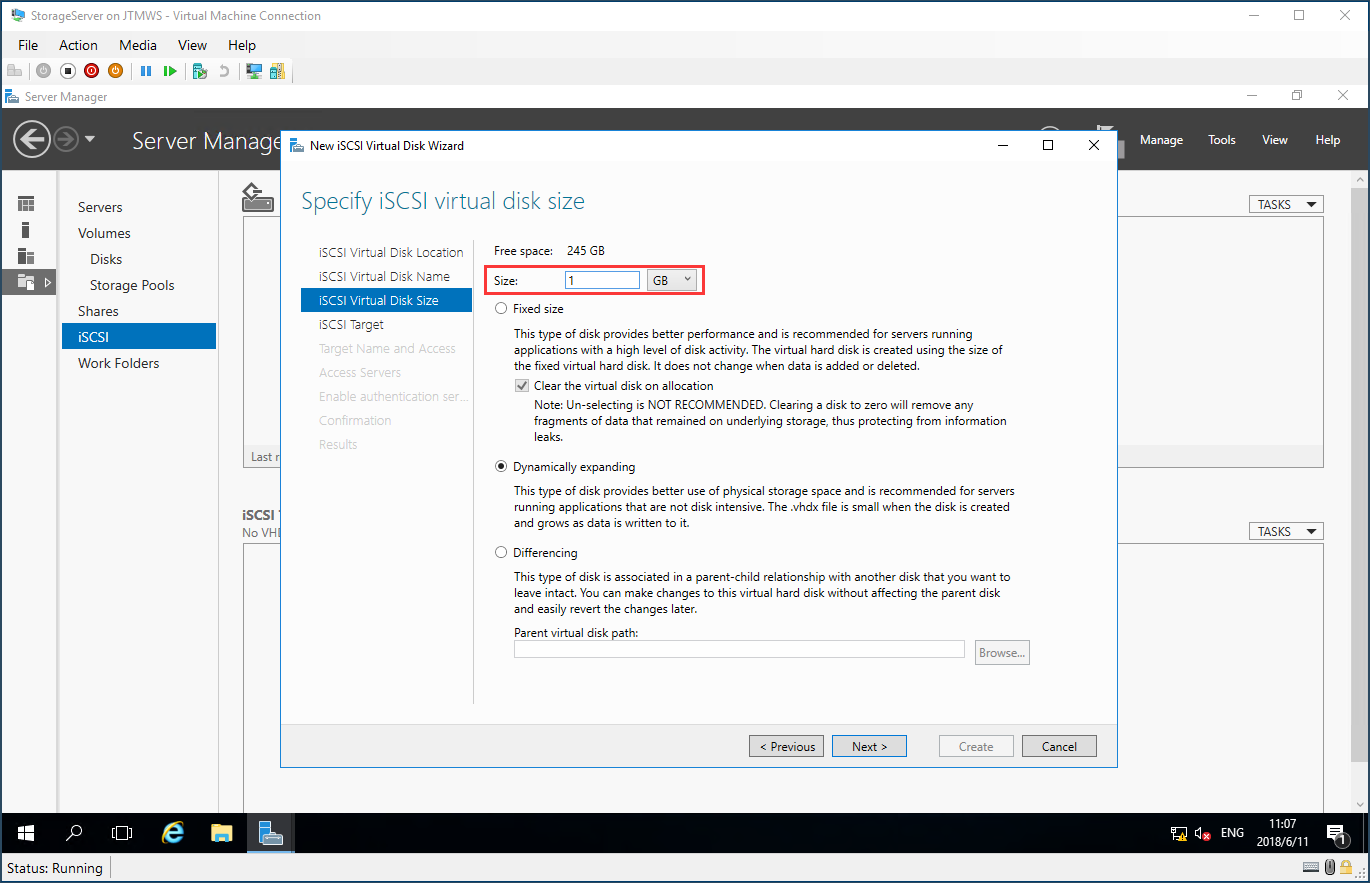 StorageServer on JTMWS - Virtual Machine Connection
File Action Media View Help
Server Manager
Server Manage
Manage Tools View Help
New iSCSI Virtual Disk Wizard
Servers
Volumes
Disks
Storage Pools
Shares
iSCSI
Work Folders
TASKS
Last r
iSCSI
No VHD
TASKS
Specify iSCSI virtual disk size
iSCSI Virtual Disk Location
iSCSI Virtual Disk Name
iSCSI Virtual Disk Size
iSCSI Target
Target Name and Access
Access Servers
Enable authentication ser...
Confirmation
Results
Free space: 245 GB
Size: 1 GB
Fixed size
This type of disk provides better performance and is recommended for servers running
applications with a high level of disk activity. The virtual hard disk is created using the size of
the fixed virtual hard disk. It does not change when data is added or deleted.
Clear the virtual disk on allocation
Note: Un-selecting is NOT RECOMMENDED. Clearing a disk to zero will remove any
fragments of data that remained on underlying storage, thus protecting from information
leaks.
Dynamically expanding
This type of disk provides better use of physical storage space and is recommended for servers
running applications that are not disk intensive. The .vhdx file is small when the disk is created
and grows as data is written to it.
Differencing
This type of disk is associated in a parent-child relationship with another disk that you want to
leave intact. You can make changes to this virtual hard disk without affecting the parent disk
and easily revert the changes later.
Parent virtual disk path:
Browse...
< Previous Next > Create Cancel
ENG
11:07
2018/6/11
1
Status: Running